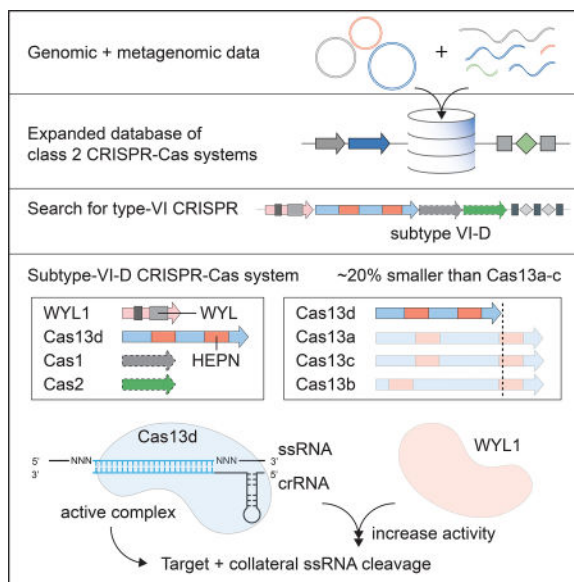 Genomic + metagenomic data
+
Expanded database of
class 2 CRISPR-Cas systems
Search for type-VI CRISPR
subtype VI-D
Subtype-VI-D CRISPR-Cas system
~20% smaller than Cas13a-c
WYL1
WYL
Cas13d
HEPN
Cas1
Cas2
Cas13d
Cas13a
Cas13c
Cas13b
Cas13d
5' NNN NNN 3' ssRNA
3' 5' crRNA
active complex
WYL1
increase activity
Target + collateral ssRNA cleavage